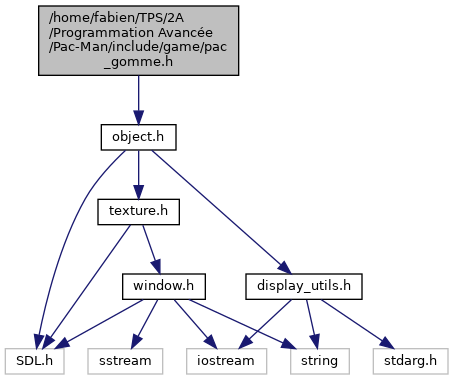 /home/fabien/TPS/2A
/Programmation Avancée
/Pac-Man/include/game/pac
_gomme.h
object.h
texture.h
window.h
display_utils.h
SDL.h
sstream
iostream
string
stdarg.h